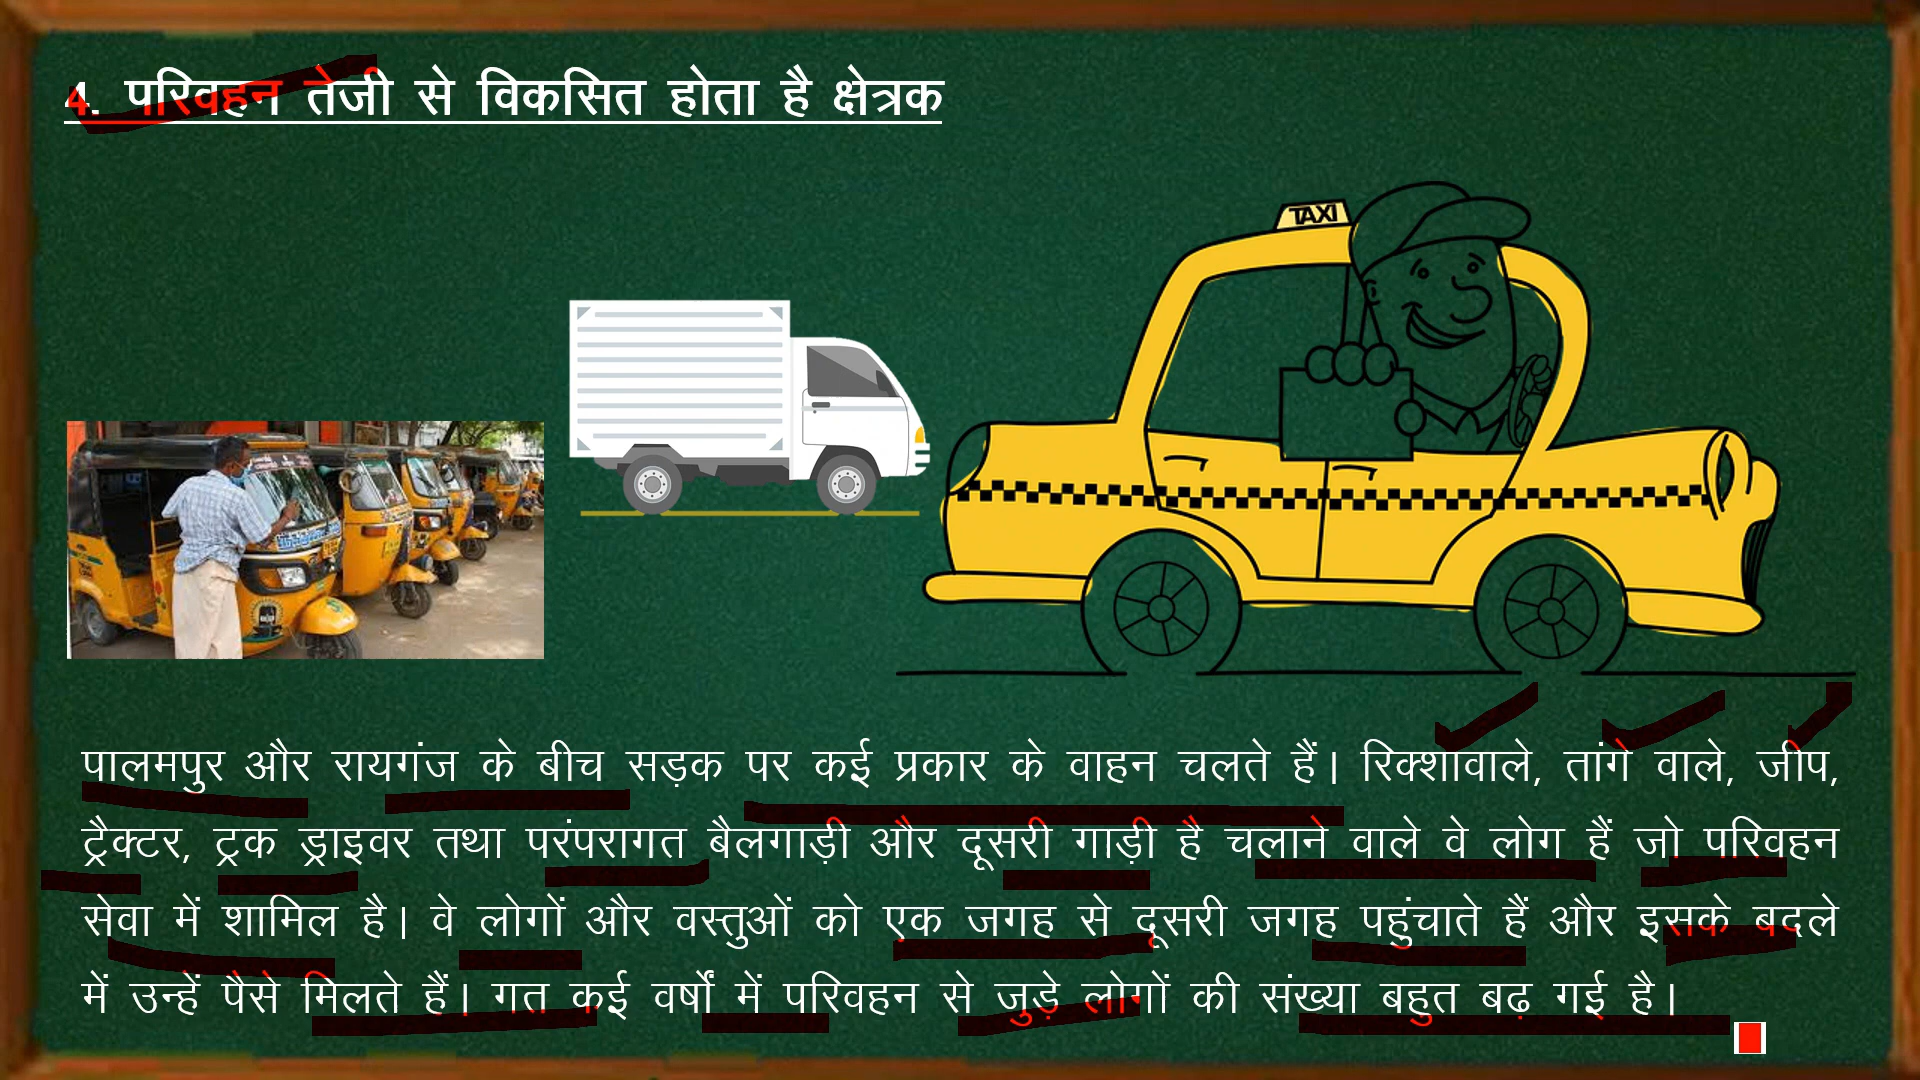 4. परिवहन तेजी से विकसित होता है क्षेत्रक
TAXI
पालमपुर और रायगंज के बीच सड़क पर कई प्रकार के वाहन चलते हैं। रिक्शावाले, तांगे वाले, जीप,
ट्रैक्टर, ट्रक ड्राइवर तथा परंपरागत बैलगाड़ी और दूसरी गाड़ी है चलाने वाले वे लोग हैं जो परिवहन
सेवा में शामिल है। वे लोगों और वस्तुओं को एक जगह से दूसरी जगह पहुंचाते हैं और इसके बदले
में उन्हें पैसे मिलते हैं। गत कई वर्षों में परिवहन से जुड़े लोगों की संख्या बहुत बढ़ गई है।